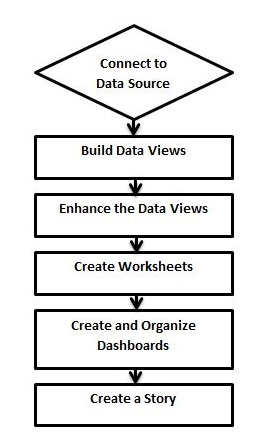 Connect to
Data Source
Build Data Views
Enhance the Data Views
Create Worksheets
Create and Organize
Dashboards
Create a Story